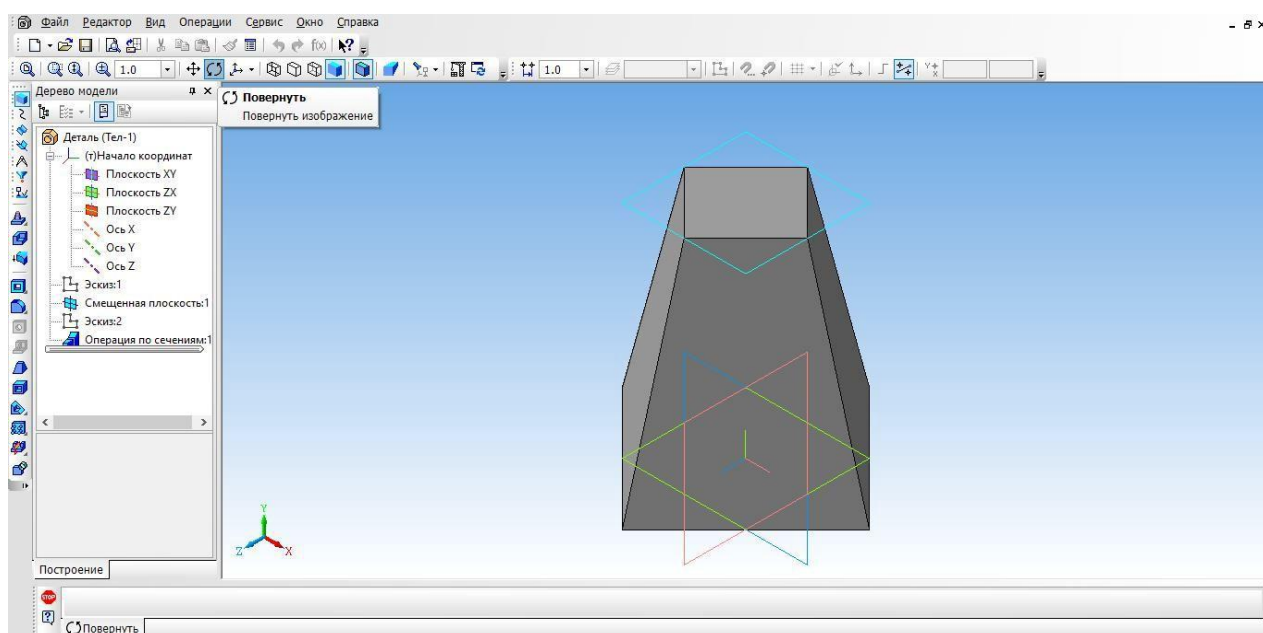 Файл Редактор Вид Операции Сервис Окно Справка
f(x)
1.0 1.0
Дерево модели
Повернуть
Повернуть изображение
Деталь (Тел-1)
(т)Начало координат
Плоскость XY
Плоскость ZX
Плоскость ZY
Ось X
Ось Y
Ось Z
Эскиз:1
Смещенная плоскость:1
Эскиз:2
Операция по сечениям:1
Y
Z X
Построение
STOP
Повернуть